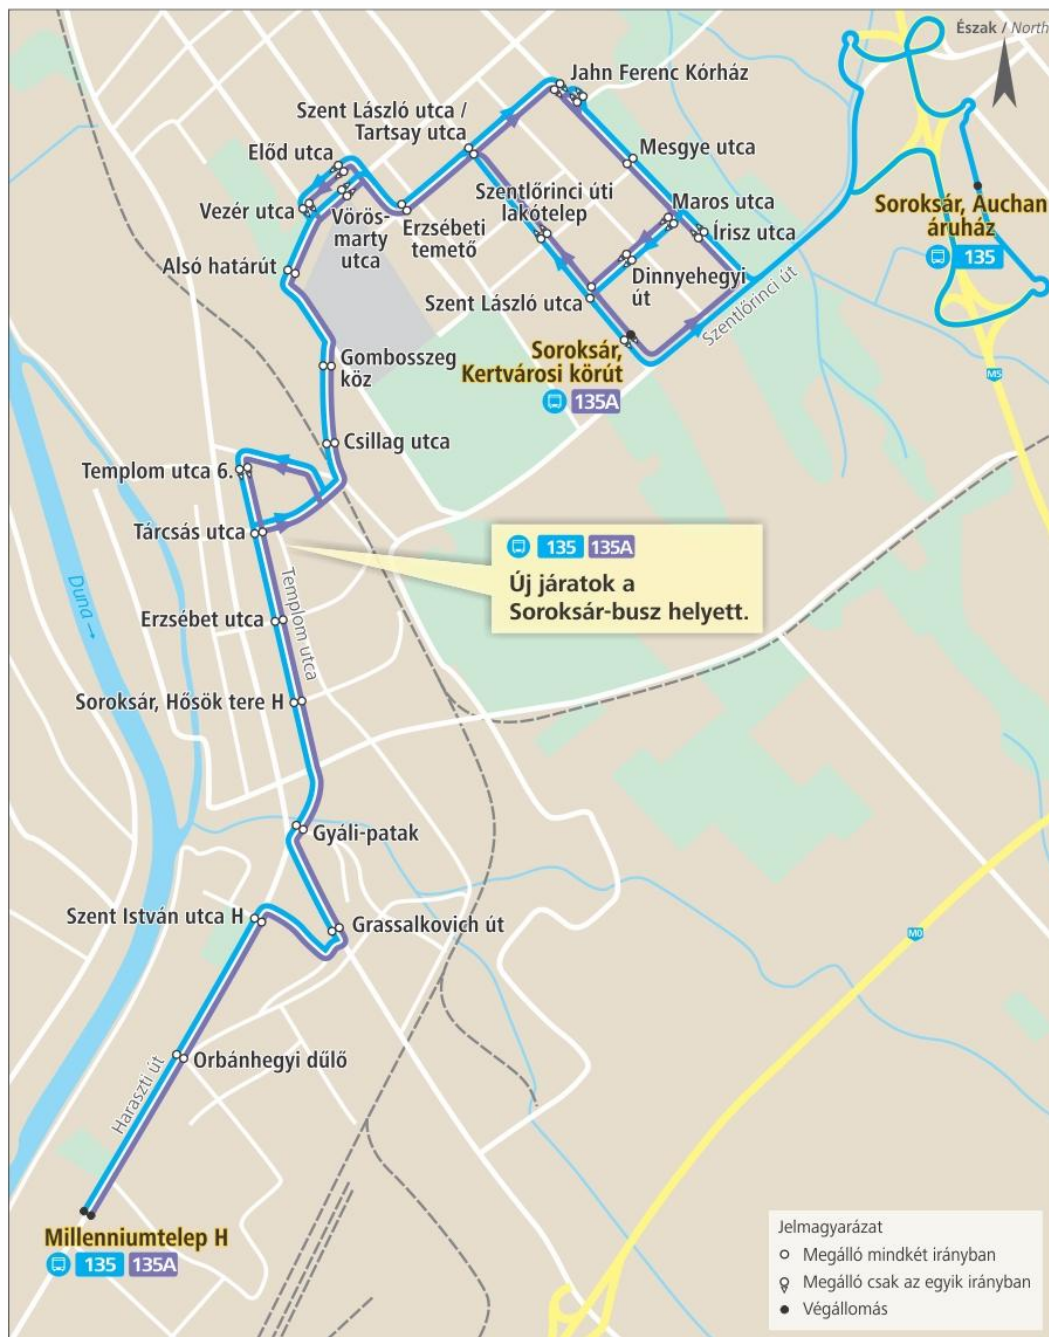 Észak / North
Jahn Ferenc Kórház
Szent László utca /
Tartsay utca
Mesgye utca
Előd utca
Szentlőrinci úti
lakótelep
Maros utca
Soroksár, Auchan
áruház
135
Vezér utca
Vörös-
marty
utca
Erzsébeti
temető
Írisz utca
Alsó határút
Dinnyehegyi
út
Szent László utca
Szentlőrinci út
Soroksár,
Kertvárosi körút
135A
Gombosszeg
köz
M5
Csillag utca
Templom utca 6.
Tárcsás utca
135 135A
Új járatok a
Soroksár-busz helyett.
Duna →
Templom utca
Erzsébet utca
Soroksár, Hősök tere H
Gyáli-patak
Szent István utca H
Grassalkovich út
M0
Orbánhegyi dűlő
Haraszti út
Millenniumtelep H
135 135A
Jelmagyarázat
Megálló mindkét irányban
Megálló csak az egyik irányban
Végállomás